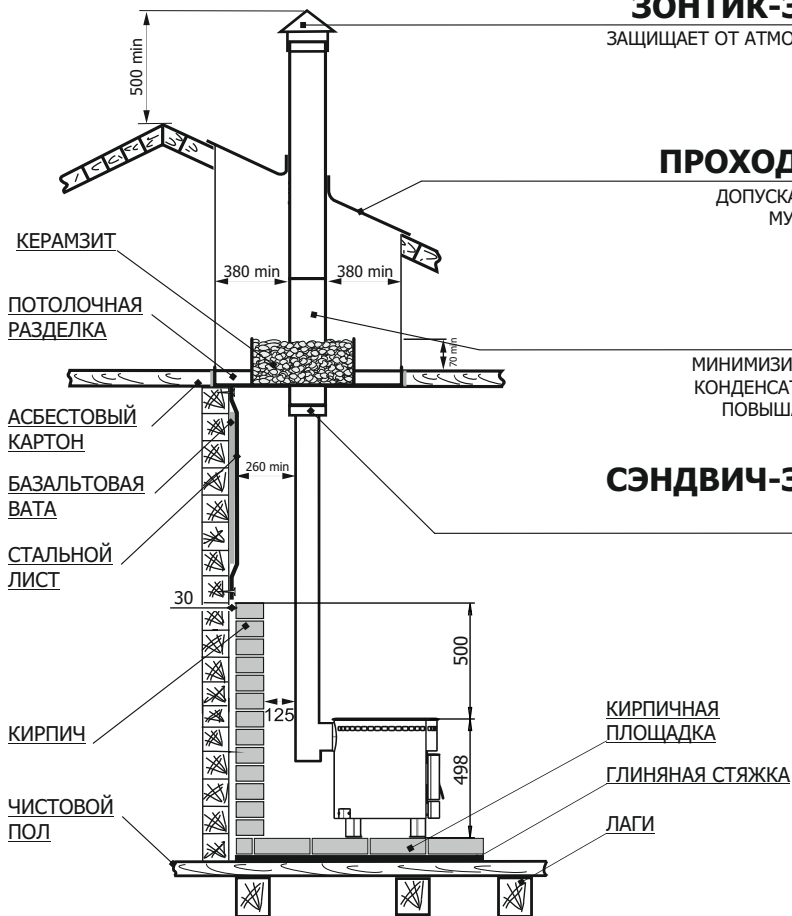 ЗОНТИК-З
ЗАЩИЩАЕТ ОТ АТМО
500 min
ПРОХОД
ДОПУСКА
МУ
КЕРАМЗИТ
380 min
380 min
ПОТОЛОЧНАЯ
РАЗДЕЛКА
70 min
МИНИМИЗИ
КОНДЕНСАТ
ПОВЫША
АСБЕСТОВЫЙ
КАРТОН
260 min
БАЗАЛЬТОВАЯ
ВАТА
СЭНДВИЧ-З
СТАЛЬНОЙ
ЛИСТ
30
500
125
КИРПИЧ
КИРПИЧНАЯ
ПЛОЩАДКА
498
ГЛИНЯНАЯ СТЯЖКА
ЧИСТОВОЙ
ПОЛ
ЛАГИ